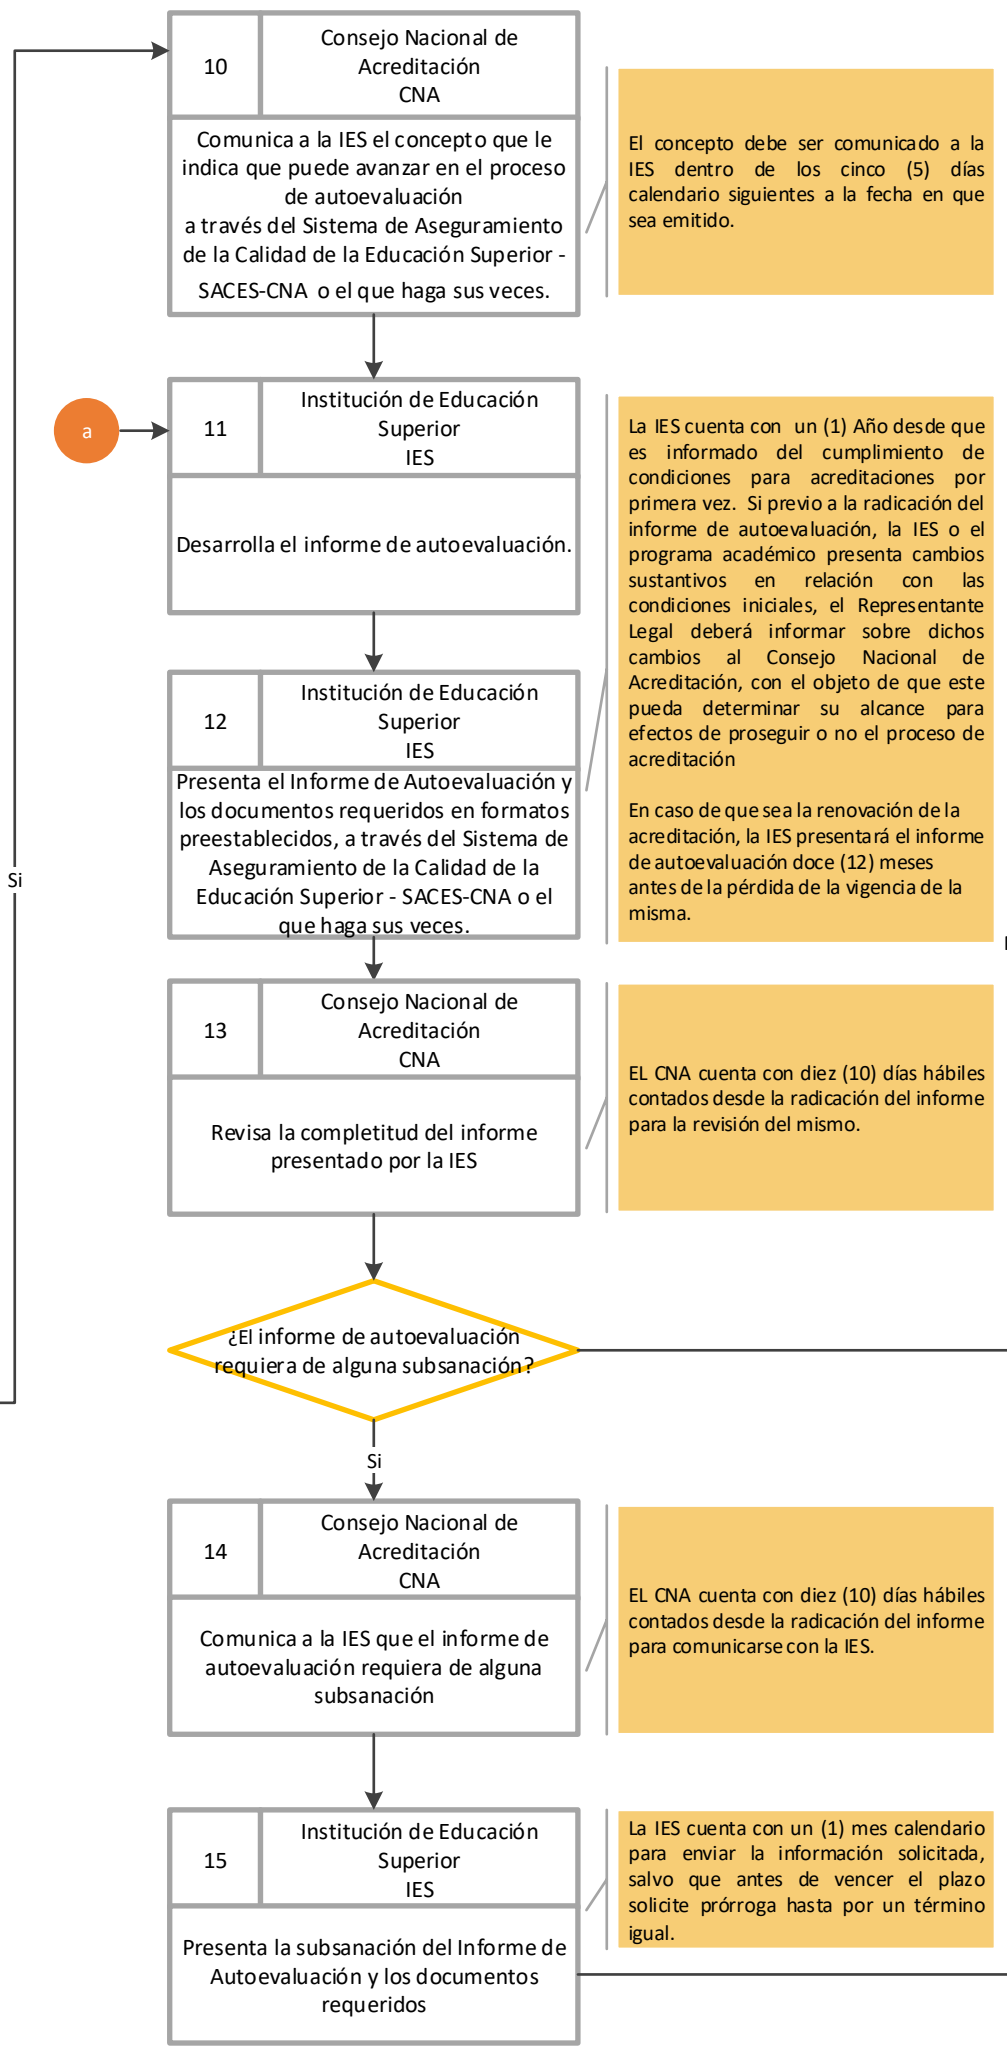 10
Consejo Nacional de
Acreditación
CNA
Comunica a la IES el concepto que le
indica que puede avanzar en el proceso
de autoevaluación
a través del Sistema de Aseguramiento
de la Calidad de la Educación Superior -
SACES-CNA o el que haga sus veces.
El concepto debe ser comunicado a la
IES dentro de los cinco (5) días
calendario siguientes a la fecha en que
sea emitido.
a
11
Institución de Educación
Superior
IES
Desarrolla el informe de autoevaluación.
12
Institución de Educación
Superior
IES
Presenta el Informe de Autoevaluación y
los documentos requeridos en formatos
preestablecidos, a través del Sistema de
Aseguramiento de la Calidad de la
Educación Superior - SACES-CNA o el
que haga sus veces.
La IES cuenta con un (1) Año desde que
es informado del cumplimiento de
condiciones para acreditaciones por
primera vez. Si previo a la radicación del
informe de autoevaluación, la IES o el
programa académico presenta cambios
sustantivos en relación con las
condiciones iniciales, el Representante
Legal deberá informar sobre dichos
cambios al Consejo Nacional de
Acreditación, con el objeto de que este
pueda determinar su alcance para
efectos de proseguir o no el proceso de
acreditación
En caso de que sea la renovación de la
acreditación, la IES presentará el informe
de autoevaluación doce (12) meses
antes de la pérdida de la vigencia de la
misma.
Si
13
Consejo Nacional de
Acreditación
CNA
Revisa la completitud del informe
presentado por la IES
EL CNA cuenta con diez (10) días hábiles
contados desde la radicación del informe
para la revisión del mismo.
¿El informe de autoevaluación
requiera de alguna subsanación?
Si
14
Consejo Nacional de
Acreditación
CNA
Comunica a la IES que el informe de
autoevaluación requiera de alguna
subsanación
EL CNA cuenta con diez (10) días hábiles
contados desde la radicación del informe
para comunicarse con la IES.
15
Institución de Educación
Superior
IES
Presenta la subsanación del Informe de
Autoevaluación y los documentos
requeridos
La IES cuenta con un (1) mes calendario
para enviar la información solicitada,
salvo que antes de vencer el plazo
solicite prórroga hasta por un término
igual.